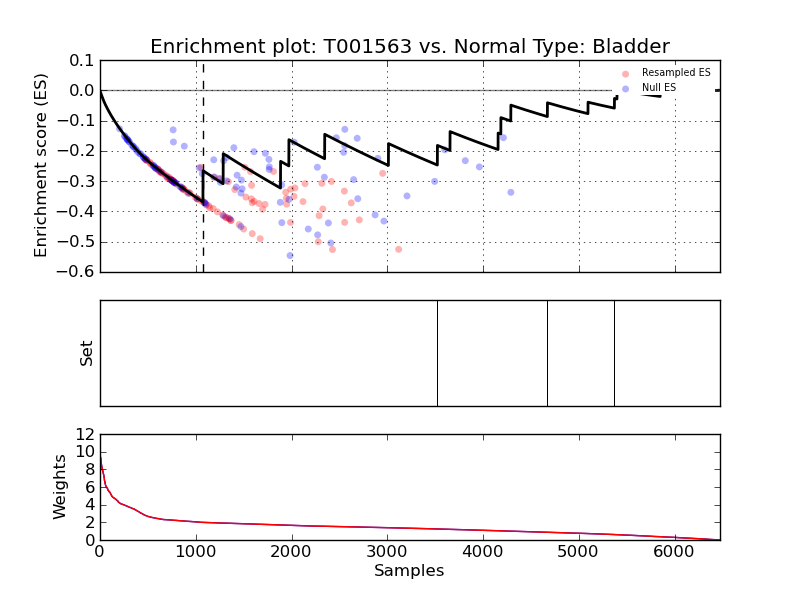 Enrichment plot: T001563 vs. Normal Type: Bladder
Enrichment score (ES)
0.1
0.0
−0.1
−0.2
−0.3
−0.4
−0.5
−0.6
Resampled ES
Null ES
Set
Weights
12
10
8
6
4
2
0
0 1000 2000 3000 4000 5000 6000
Samples